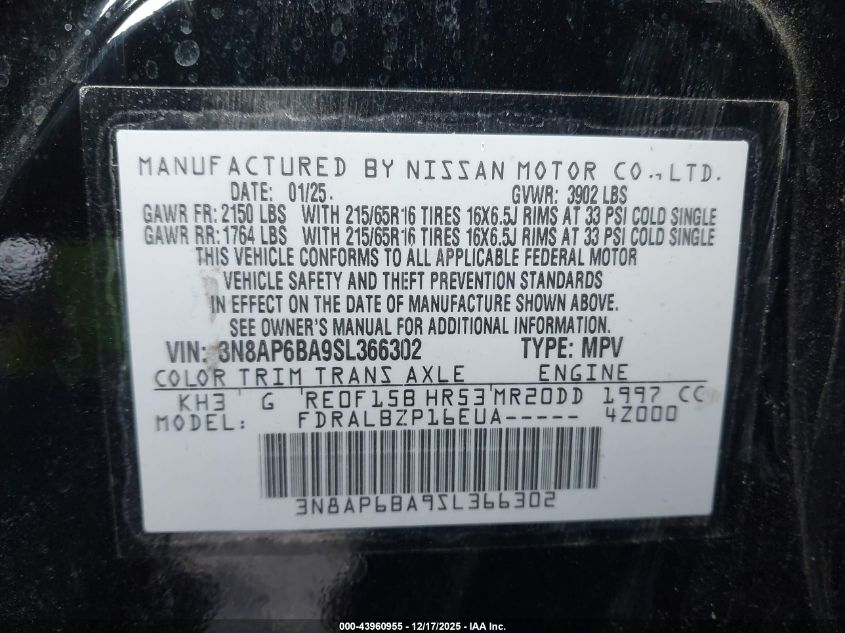 MANUFACTURED BY NISSAN MOTOR CO.,LTD.
DATE: 01/25 GVWR: 3902 LBS
GAWR FR: 2150 LBS WITH 215/65R16 TIRES 16X6.5J RIMS AT 33 PSI COLD SINGLE
GAWR RR: 1764 LBS WITH 215/65R16 TIRES 16X6.5J RIMS AT 33 PSI COLD SINGLE
THIS VEHICLE CONFORMS TO ALL APPLICABLE FEDERAL MOTOR
VEHICLE SAFETY AND THEFT PREVENTION STANDARDS
IN EFFECT ON THE DATE OF MANUFACTURE SHOWN ABOVE.
SEE OWNER'S MANUAL FOR ADDITIONAL INFORMATION.
VIN: 3N8AP6BA9SL366302 TYPE: MPV
COLOR TRIM TRANS AXLE ENGINE
KH3 G RE0F15B HR53 MR20DD 1997 CC
MODEL: FDRALBZP16EUA----- 4Z000
3N8AP6BA9SL366302
000-43960955 | 12/17/2025 | IAA Inc.